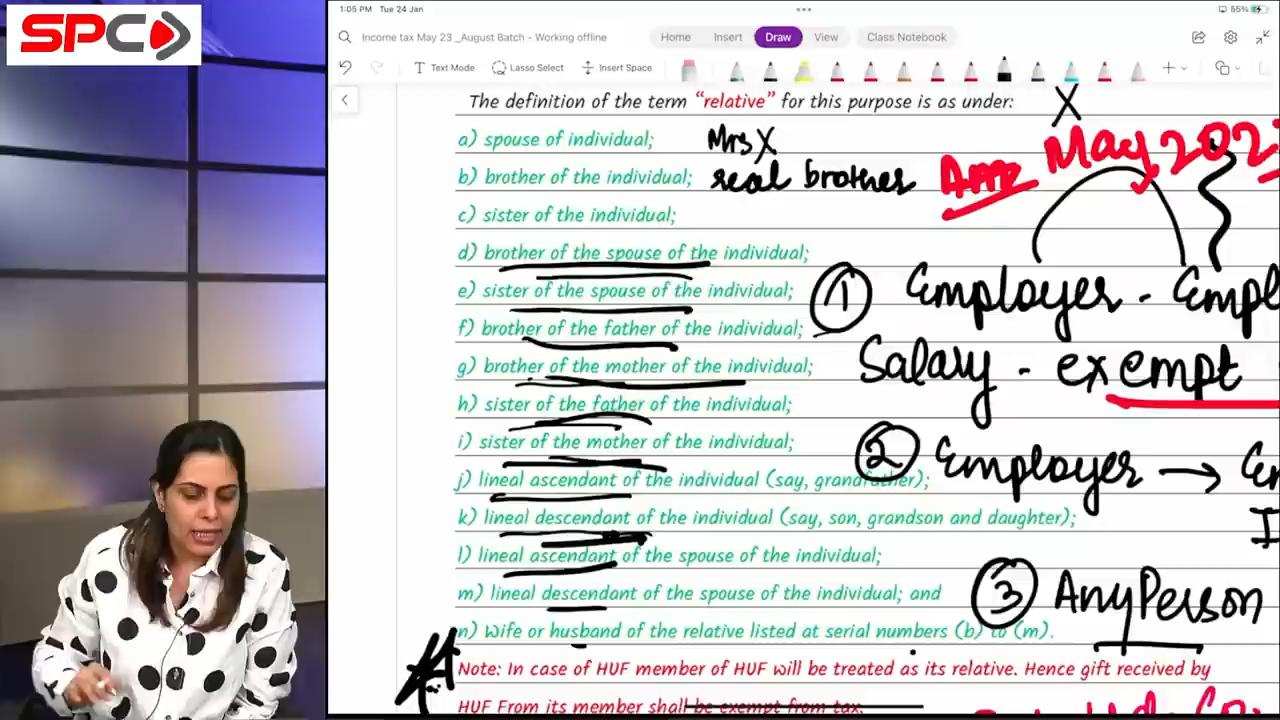 SPC
1:05 PM Tue 24 Jan
55%
Income tax May 23 _August Batch - Working offline
Home Insert Draw View Class Notebook
Text Mode Lasso Select Insert Space
The definition of the term “relative” for this purpose is as under:
X
a) spouse of individual; Mrs X
May 202
b) brother of the individual; real brother
c) sister of the individual;
d) brother of the spouse of the individual;
e) sister of the spouse of the individual;
1 Employer - Empl
f) brother of the father of the individual;
g) brother of the mother of the individual;
Salary - exempt
h) sister of the father of the individual;
i) sister of the mother of the individual;
2 Employer →
j) lineal ascendant of the individual (say, grandfather);
k) lineal descendant of the individual (say, son, grandson and daughter);
l) lineal ascendant of the spouse of the individual;
m) lineal descendant of the spouse of the individual; and
3 Any Person
n) Wife or husband of the relative listed at serial numbers (b) to (m).
Note: In case of HUF member of HUF will be treated as its relative. Hence gift received by
HUF From its member shall be exempt from tax.